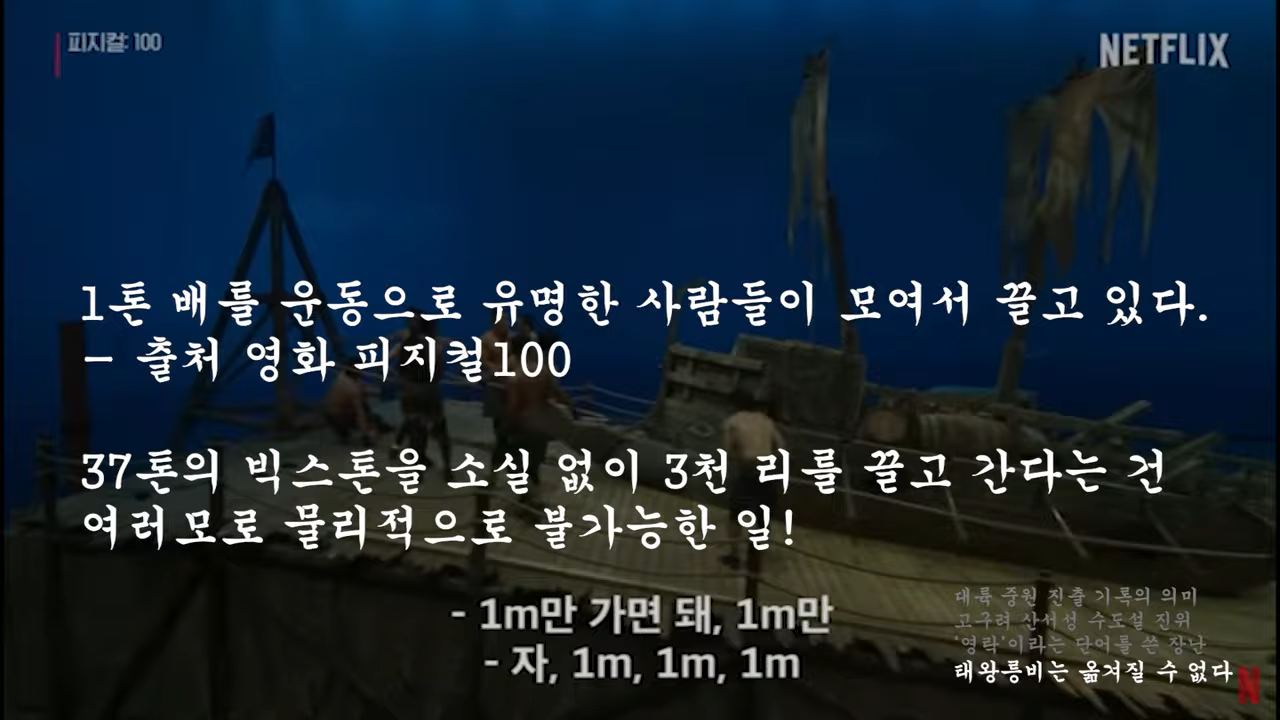 피지컬: 100
NETFLIX
1톤 배를 운동으로 유명한 사람들이 모여서 끌고 있다.
- 출처 영화 피지컬100
37톤의 빅스톤을 소실 없이 3천 리를 끌고 간다는 건
여러모로 물리적으로 불가능한 일!
- 1m만 가면 돼, 1m만
- 자, 1m, 1m, 1m
대륙 중원 진출 기록의 의미
고구려 산서성 수도설 진위
'영락'이라는 단어를 쓴 장난
태왕릉비는 옮겨질 수 없다
N